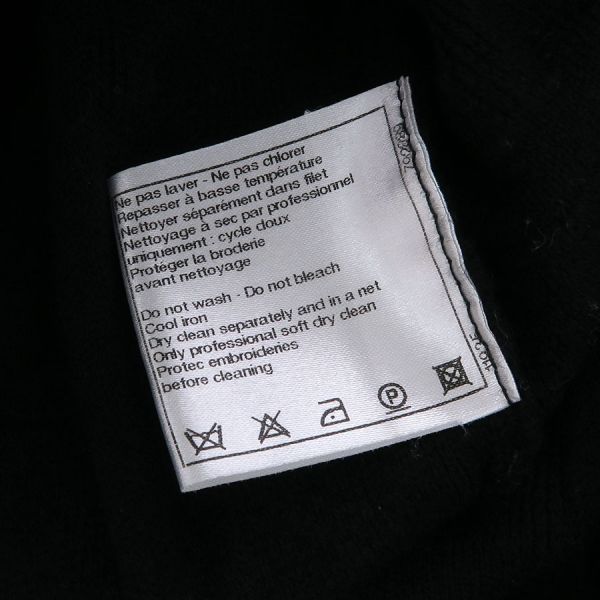 Ne pas laver - Ne pas chlorer
Repasser à basse température
Nettoyer séparément dans filet
Nettoyage à sec par professionnel
uniquement : cycle doux
Protéger la broderie
avant nettoyage
Do not wash - Do not bleach
Cool iron
Dry clean separately and in a net
Only professional soft dry clean
Protec embroideries
before cleaning
P